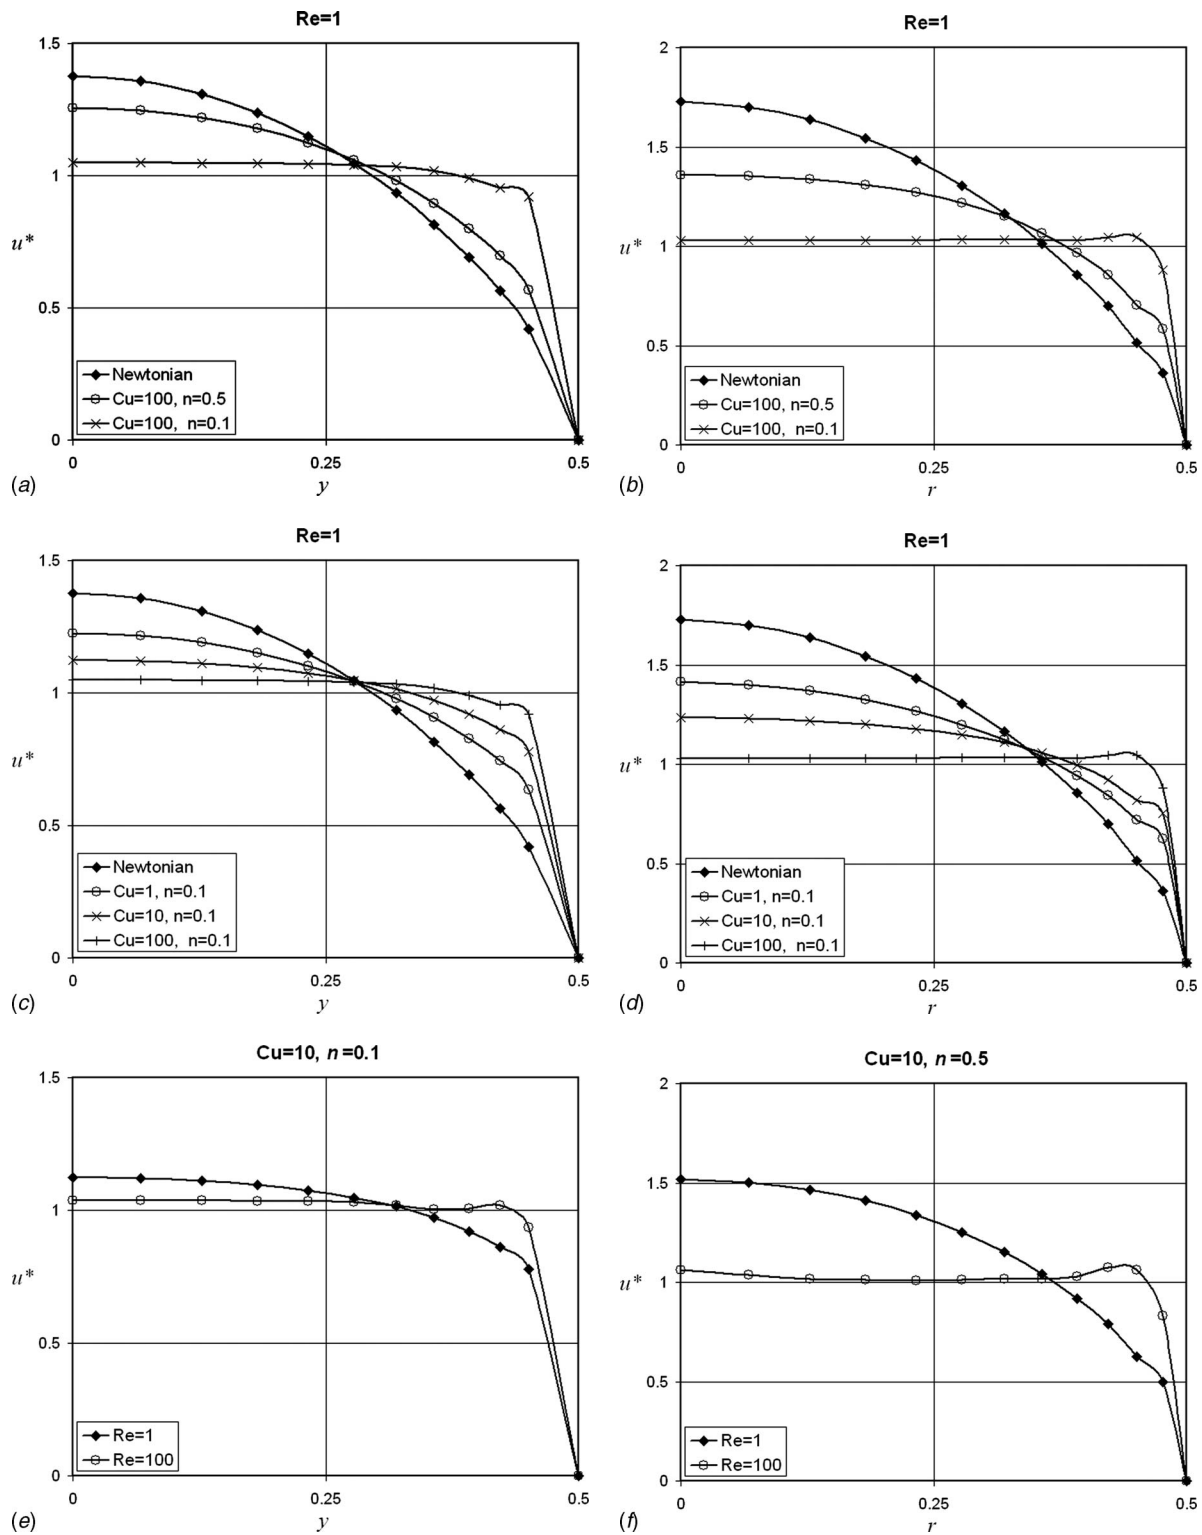 Re=1
1.5
1
u*
0.5
0
Newtonian
Cu=100, n=0.5
Cu=100, n=0.1
0
0.25
0.5
(a)
y
Re=1
2
1.5
u*
1
0.5
0
Newtonian
Cu=100, n=0.5
Cu=100, n=0.1
0
0.25
0.5
(b)
r
Re=1
1.5
1
u*
0.5
0
Newtonian
Cu=1, n=0.1
Cu=10, n=0.1
Cu=100, n=0.1
0
0.25
0.5
(c)
y
Re=1
2
1.5
u*
1
0.5
0
Newtonian
Cu=1, n=0.1
Cu=10, n=0.1
Cu=100, n=0.1
0
0.25
0.5
(d)
r
Cu=10, n=0.1
1.5
1
u*
0.5
0
Re=1
Re=100
0
0.25
0.5
(e)
y
Cu=10, n=0.5
2
1.5
u*
1
0.5
0
Re=1
Re=100
0
0.25
0.5
(f)
r